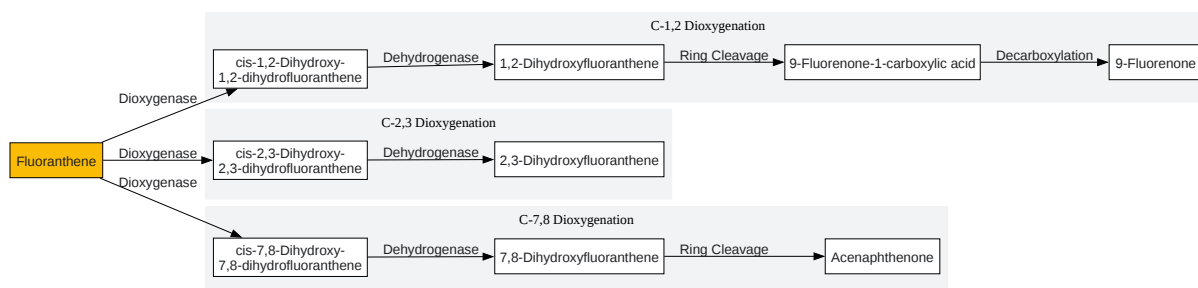 C-1,2 Dioxygenation
cis-1,2-Dihydroxy-
1,2-dihydrofluoranthene
Dehydrogenase
1,2-Dihydroxyfluoranthene
Ring Cleavage
9-Fluorenone-1-carboxylic acid
Decarboxylation
9-Fluorenone
Dioxygenase
C-2,3 Dioxygenation
Fluoranthene
Dioxygenase
cis-2,3-Dihydroxy-
2,3-dihydrofluoranthene
Dehydrogenase
2,3-Dihydroxyfluoranthene
Dioxygenase
C-7,8 Dioxygenation
cis-7,8-Dihydroxy-
7,8-dihydrofluoranthene
Dehydrogenase
7,8-Dihydroxyfluoranthene
Ring Cleavage
Acenaphthenone